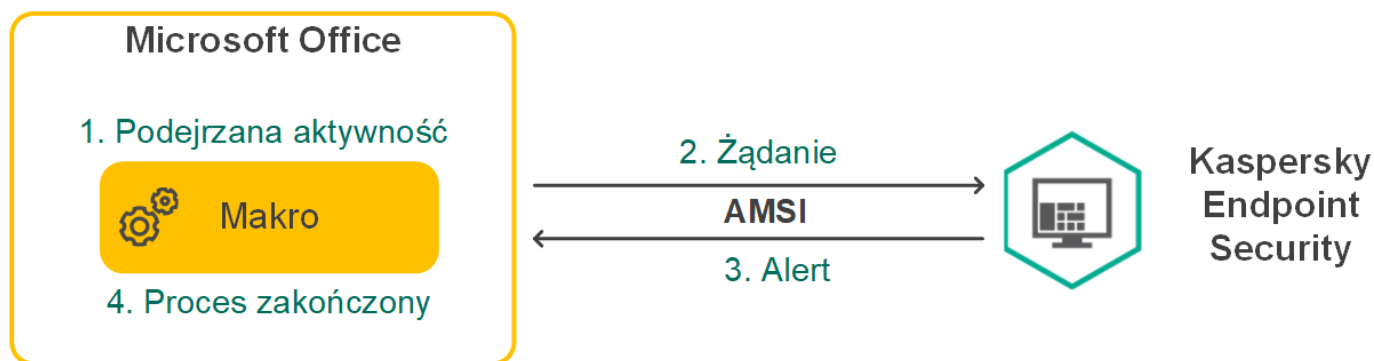 Microsoft Office
1. Podejrzana aktywność
Makro
4. Proces zakończony
2. Żądanie
AMSI
3. Alert
Kaspersky
Endpoint
Security